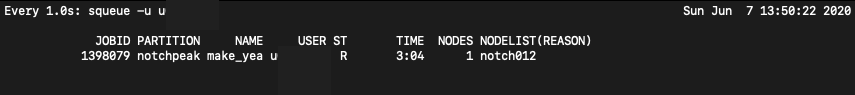 Every 1.0s: squeue -u u Sun Jun 7 13:50:22 2020
JOBID PARTITION NAME USER ST TIME NODES NODELIST(REASON)
1398079 notchpeak make_yea u R 3:04 1 notch012